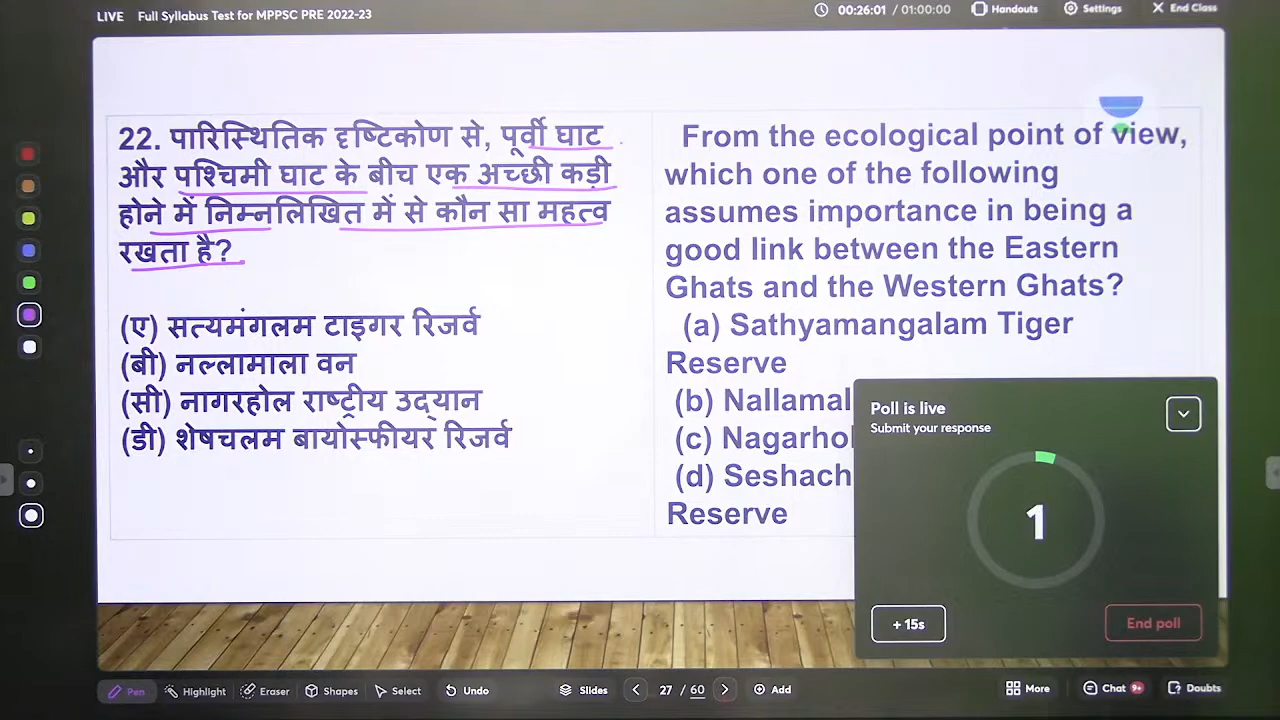 LIVE Full Syllabus Test for MPPSC PRE 2022-23
00:26:01 / 01:00:00 Handouts Settings End Class
22. पारिस्थितिक दृष्टिकोण से, पूर्वी घाट
और पश्चिमी घाट के बीच एक अच्छी कड़ी
होने में निम्नलिखित में से कौन सा महत्व
रखता है?
(ए) सत्यमंगलम टाइगर रिजर्व
(बी) नल्लामाला वन
(सी) नागरहोल राष्ट्रीय उद्यान
(डी) शेषचलम बायोस्फीयर रिजर्व
From the ecological point of view,
which one of the following
assumes importance in being a
good link between the Eastern
Ghats and the Western Ghats?
(a) Sathyamangalam Tiger
Reserve
(b) Nallamal
(c) Nagarhol
(d) Seshach
Reserve
Poll is live
Submit your response
1
+ 15s End poll
Pen Highlight Eraser Shapes Select Undo Slides 27 / 60 Add More Chat 9+ Doubts